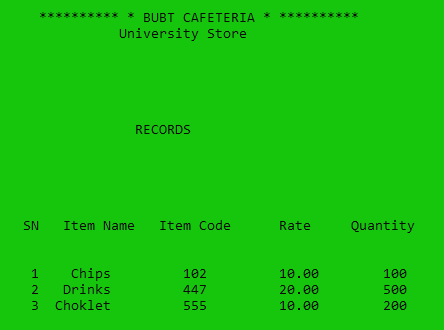 ********** * BUBT CAFETERIA * **********
University Store
RECORDS
SN Item Name Item Code Rate Quantity
1 Chips 102 10.00 100
2 Drinks 447 20.00 500
3 Choklet 555 10.00 200